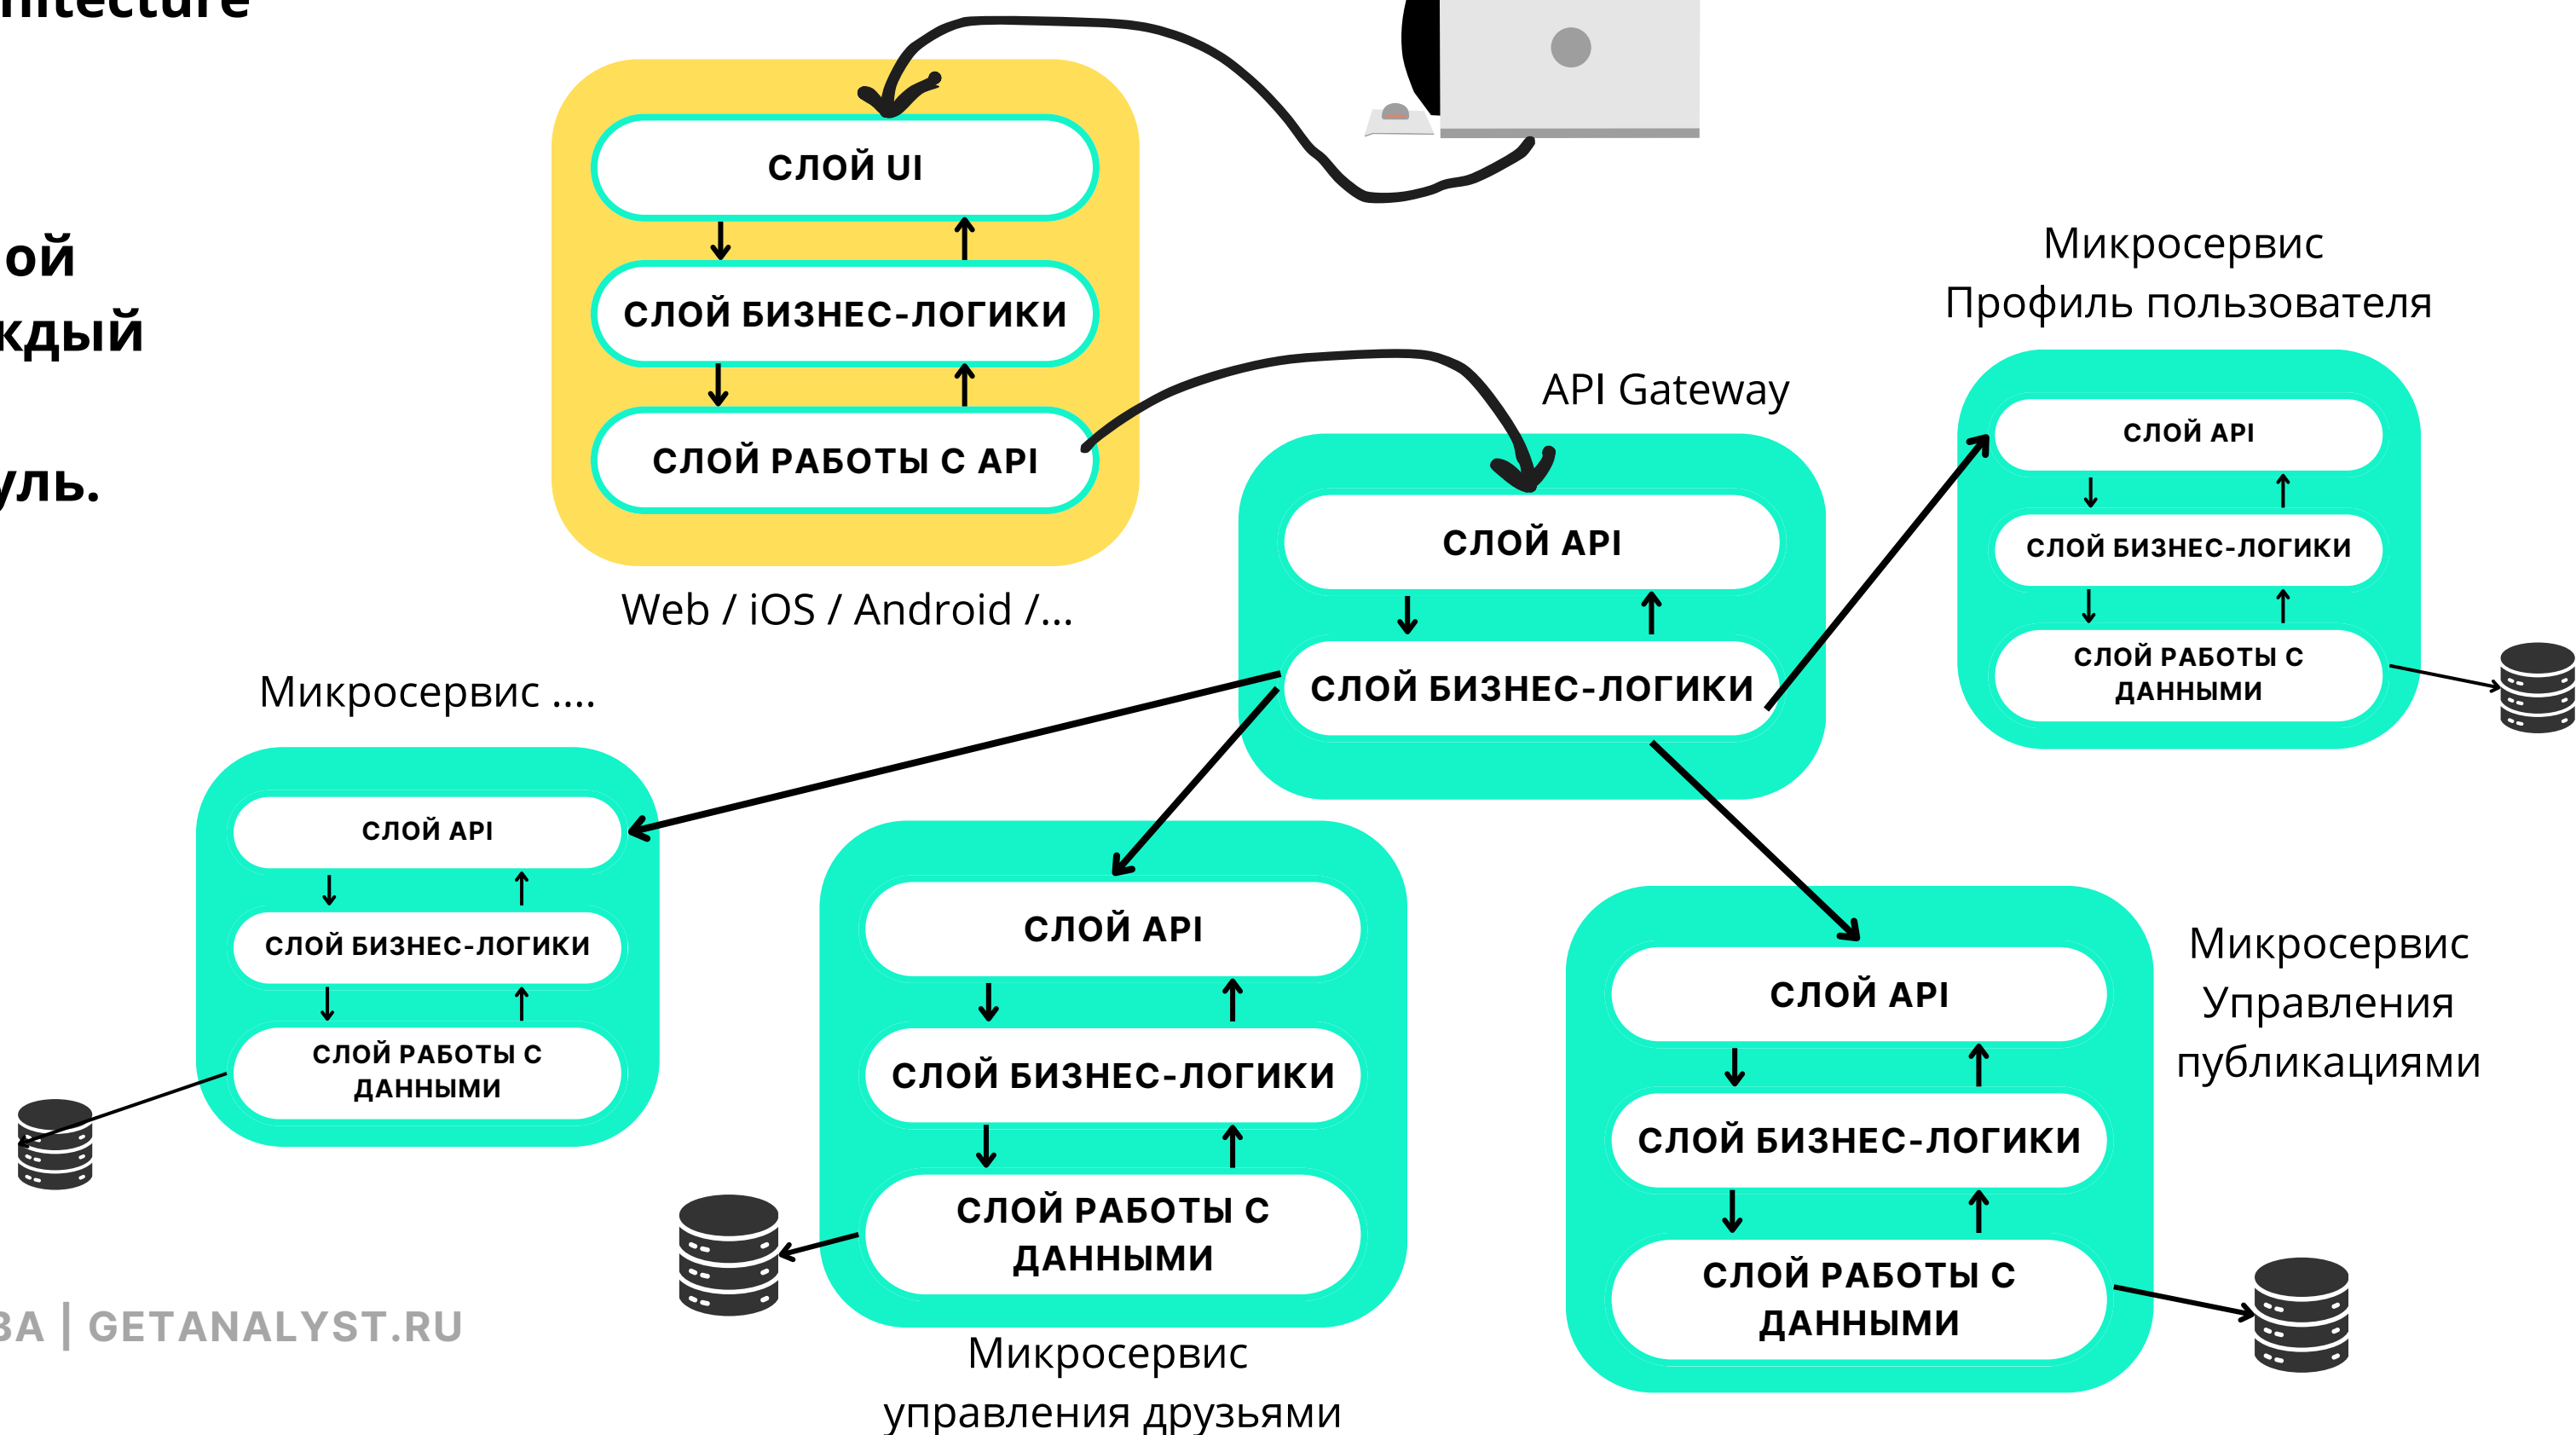 СЛОЙ UI
ой
Микросервис
Профиль пользователя
СЛОЙ БИЗНЕС-ЛОГИКИ
API Gateway
СЛОЙ API
СЛОЙ РАБОТЫ С API
СЛОЙ API
СЛОЙ БИЗНЕС-ЛОГИКИ
Web / iOS / Android /...
СЛОЙ РАБОТЫ С
ДАННЫМИ
Микросервис ....
СЛОЙ БИЗНЕС-ЛОГИКИ
СЛОЙ API
СЛОЙ БИЗНЕС-ЛОГИКИ
СЛОЙ РАБОТЫ С
ДАННЫМИ
СЛОЙ API
СЛОЙ БИЗНЕС-ЛОГИКИ
СЛОЙ РАБОТЫ С
ДАННЫМИ
СЛОЙ API
СЛОЙ БИЗНЕС-ЛОГИКИ
СЛОЙ РАБОТЫ С
ДАННЫМИ
Микросервис
Управления
публикациями
| GETANALYST.RU
Микросервис
управления друзьями